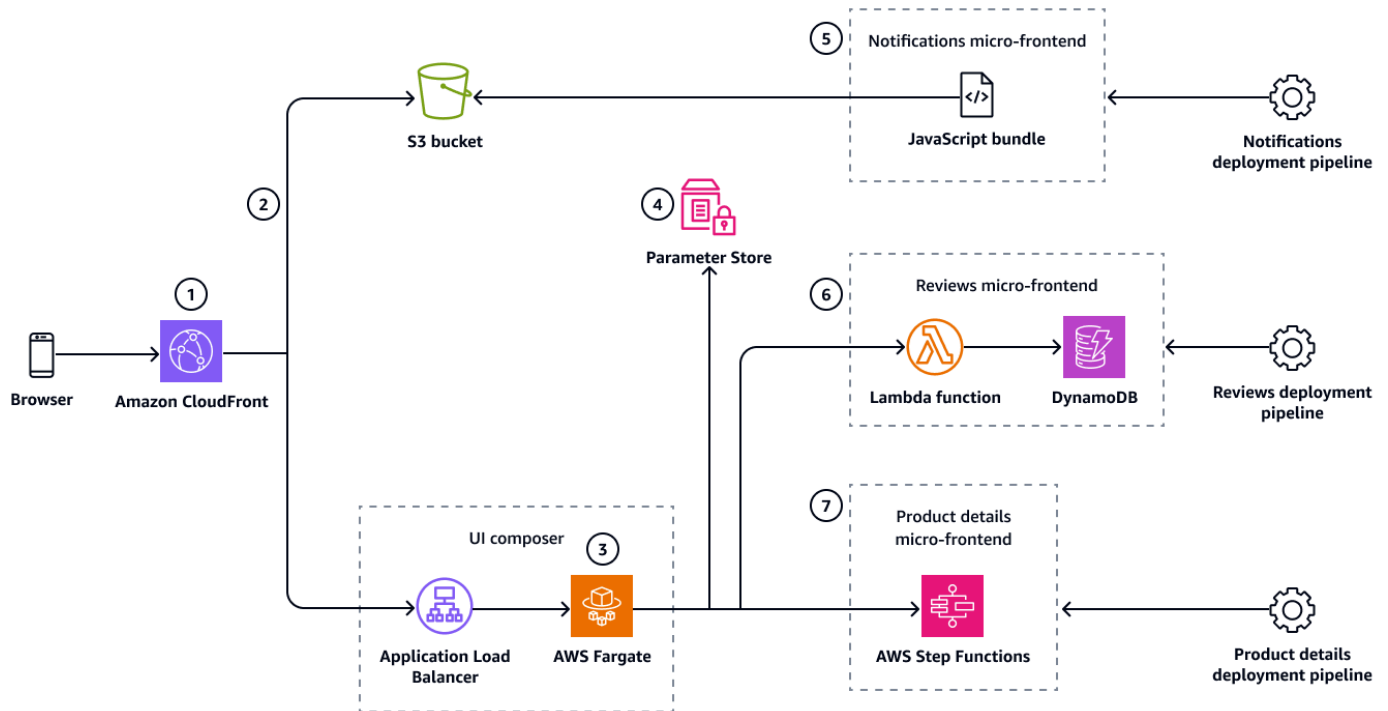 5
Notifications micro-frontend
</>
S3 bucket
JavaScript bundle
Notifications
deployment pipeline
2
4
Parameter Store
1
6
Reviews micro-frontend
Browser
Amazon CloudFront
Lambda function
DynamoDB
Reviews deployment
pipeline
7
Product details
micro-frontend
UI composer
3
Application Load
Balancer
AWS Fargate
AWS Step Functions
Product details
deployment pipeline